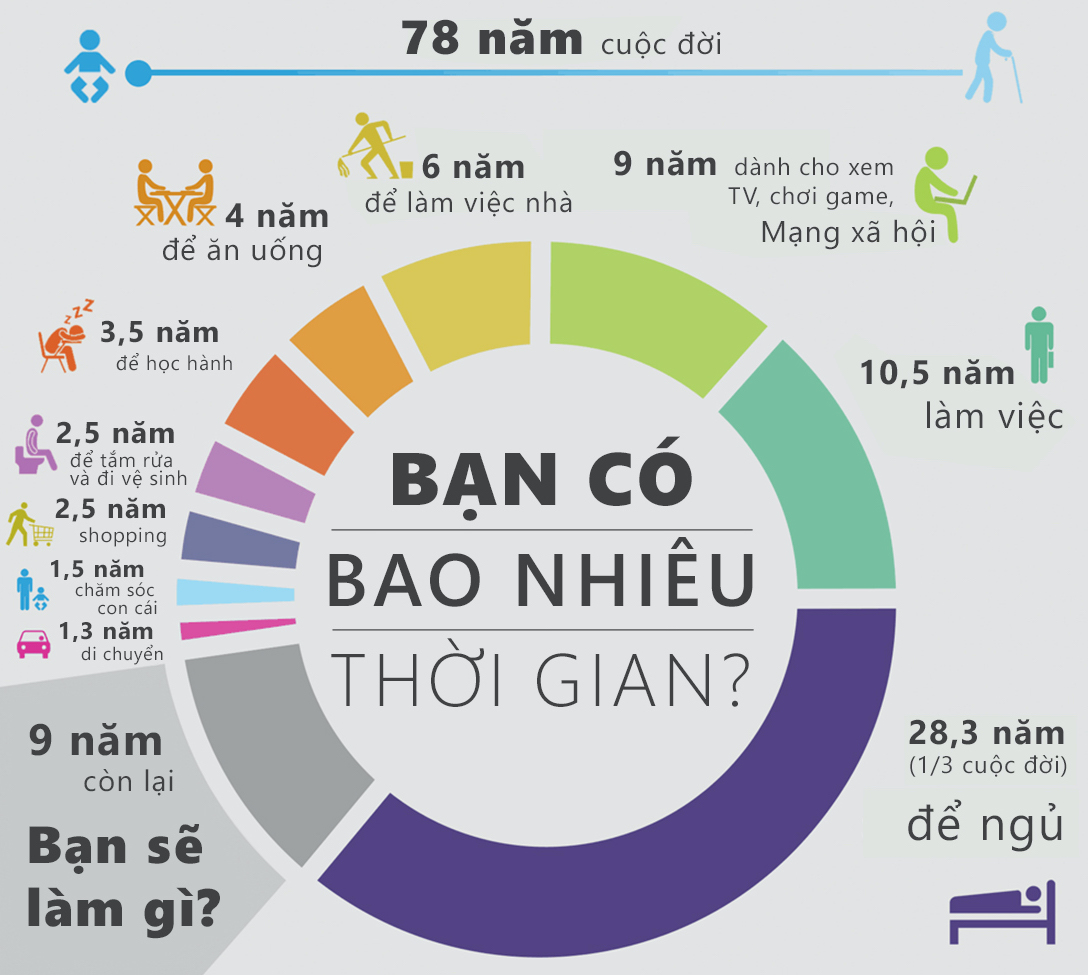 78 năm cuộc đời
9 năm dành cho xem
TV, chơi game,
Mạng xã hội
6 năm
để làm việc nhà
4 năm
để ăn uống
zzZZ
3,5 năm
để học hành
10,5 năm
làm việc
2,5 năm
để tắm rửa
và đi vệ sinh
2,5 năm
shopping
1,5 năm
chăm sóc
con cái
1,3 năm
di chuyển
BẠN CÓ
BAO NHIÊU
THỜI GIAN?
28,3 năm
(1/3 cuộc đời)
để ngủ
9 năm
còn lại
Bạn sẽ
làm gì?